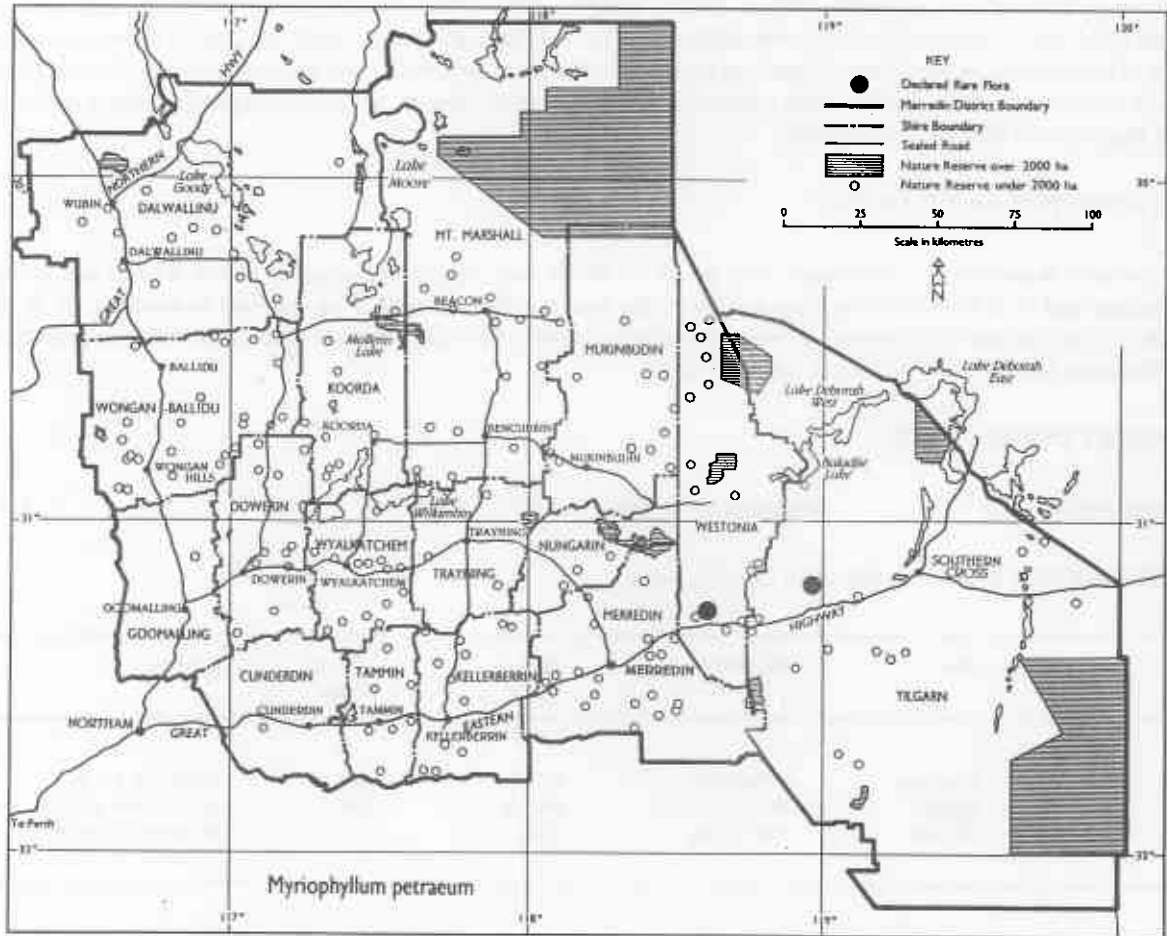 117°
118°
119°
120°
KEY
Declared Rare Flora
Merredin District Boundary
Shire Boundary
Sealed Road
Nature Reserve over 2000 ha
Nature Reserve under 2000 ha
0 25 50 75 100
Scale in kilometres
N
HWY
NORTHERN
GREAT
Lake Goody
Lake Moore
30°
WUBIN
DALWALLINU
DALWALLINU
MT. MARSHALL
BEACON
Mollerin Lake
MUKINBUDIN
BALLIDU
KOORDA
Lake Deborah West
Lake Deborah East
WONGAN - BALLIDU
KOORDA
BENCUBBIN
MUKINBUDIN
Baladjie Lake
WONGAN HILLS
DOWERIN
Lake Wallambin
31°
31°
WESTONIA
WYALKATCHEM
TRAYNING
NUNGARIN
SOUTHERN CROSS
DOWERIN
WYALKATCHEM
TRAYNING
GOOMALLING
GOOMALLING
MERREDIN
HIGHWAY
CUNDERDIN
TAMMIN
KELLERBERRIN
MERREDIN
YILGARN
NORTHAM
CUNDERDIN
TAMMIN
GREAT
EASTERN
KELLERBERRIN
To Perth
Myriophyllum petraeum
117°
118°
119°